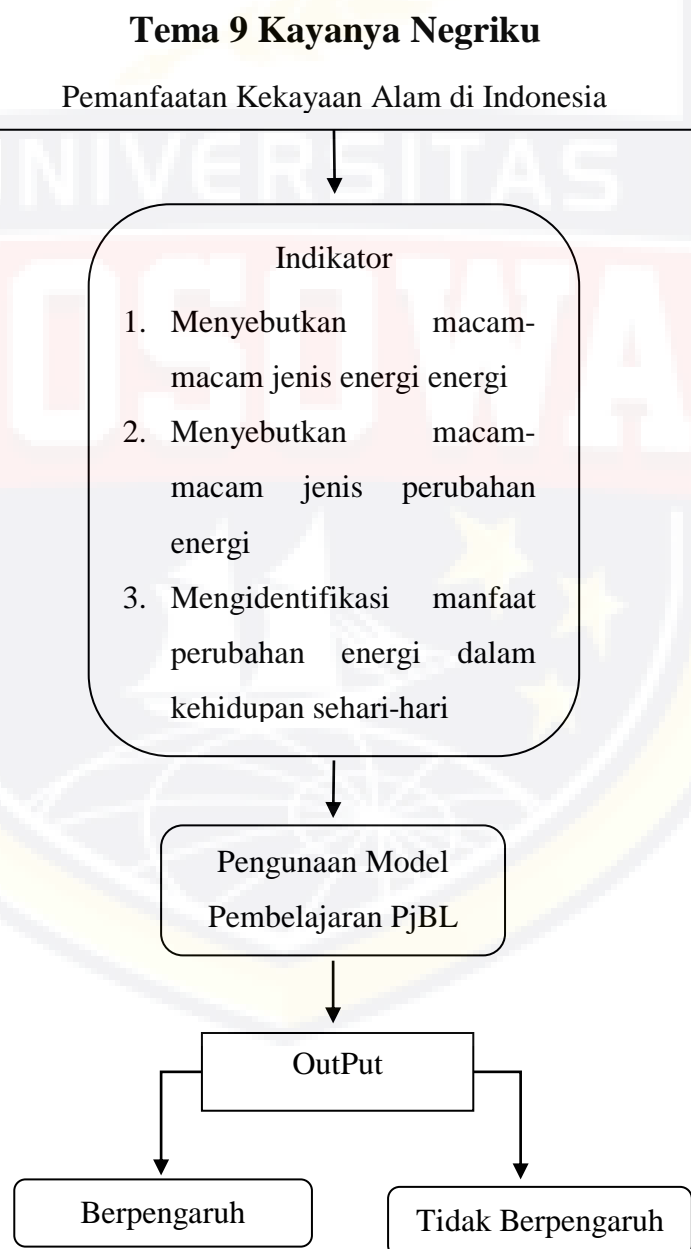 Tema 9 Kayanya Negriku
Pemanfaatan Kekayaan Alam di Indonesia
UNIVERSITAS
BOSOWA
Indikator
1. Menyebutkan macam-
macam jenis energi energi
2. Menyebutkan macam-
macam jenis perubahan
energi
3. Mengidentifikasi manfaat
perubahan energi dalam
kehidupan sehari-hari
Pengunaan Model
Pembelajaran PjBL
OutPut
Berpengaruh
Tidak Berpengaruh